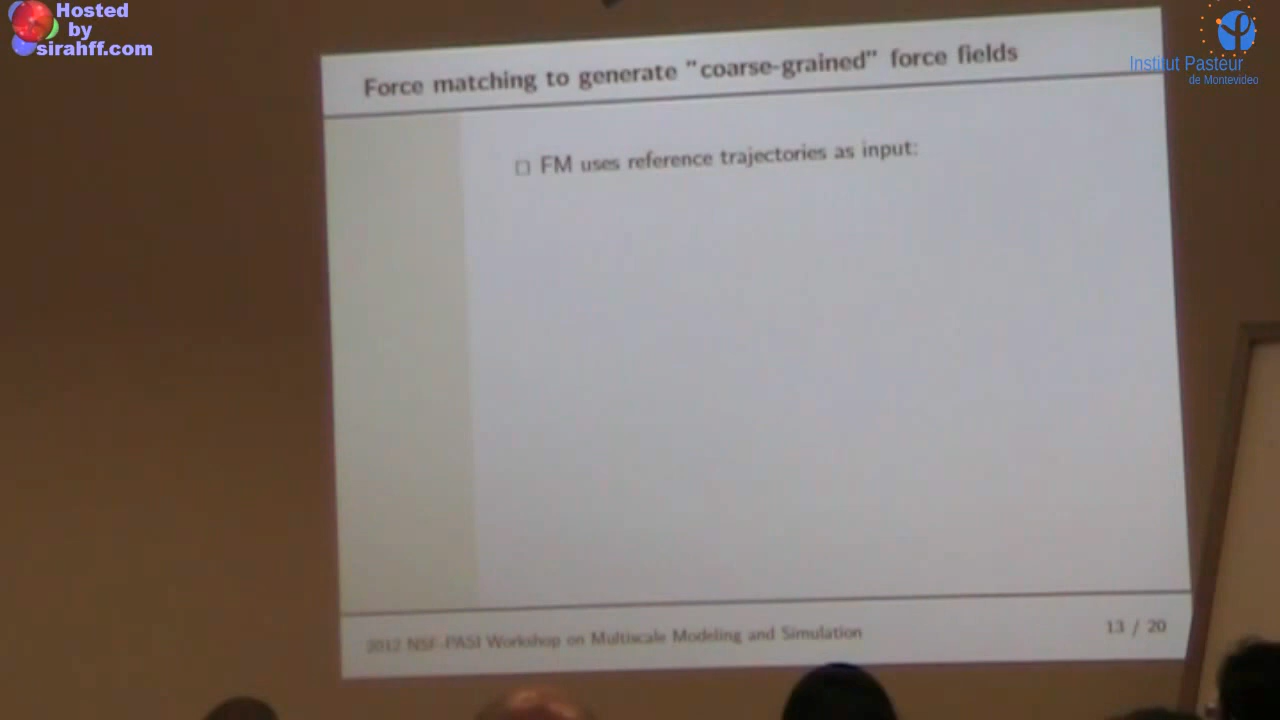 Hosted
by
sirahff.com
Institut Pasteur
de Montevideo
Force matching to generate "coarse-grained" force fields
□ FM uses reference trajectories as input:
2012 NSF-PASI Workshop on Multiscale Modeling and Simulation
13 / 20